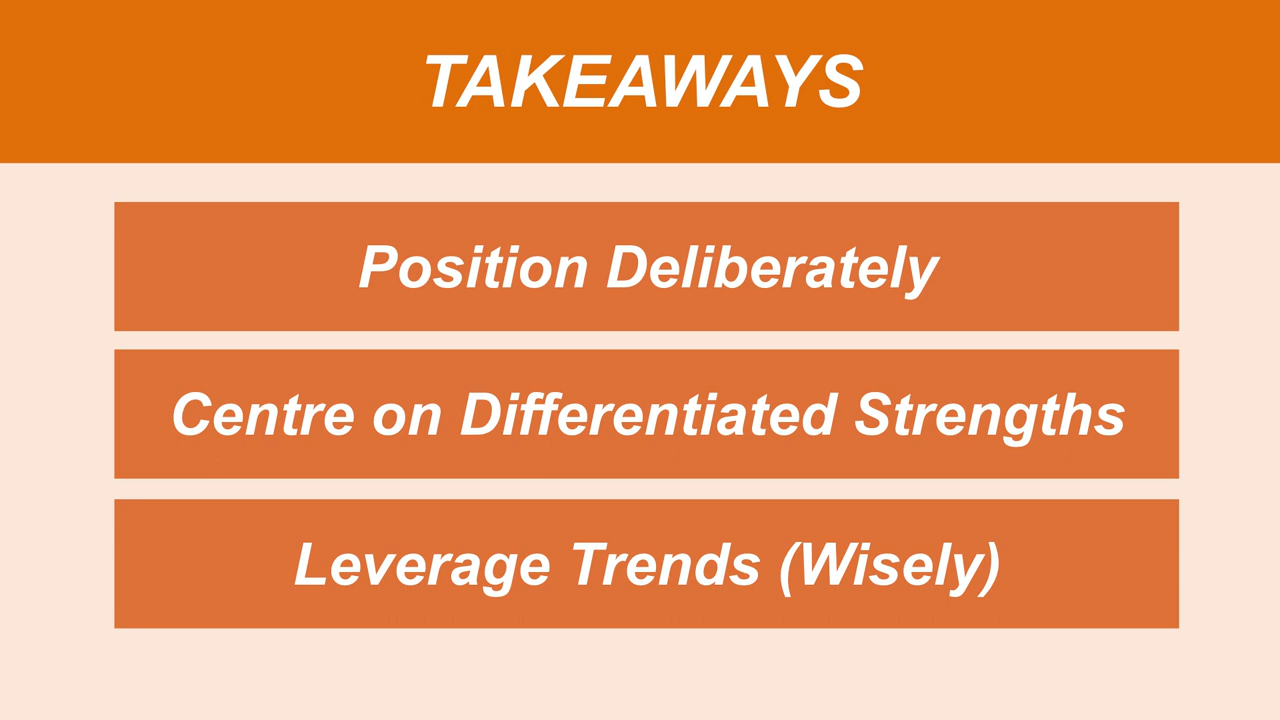 TAKEAWAYS
Position Deliberately
Centre on Differentiated Strengths
Leverage Trends (Wisely)